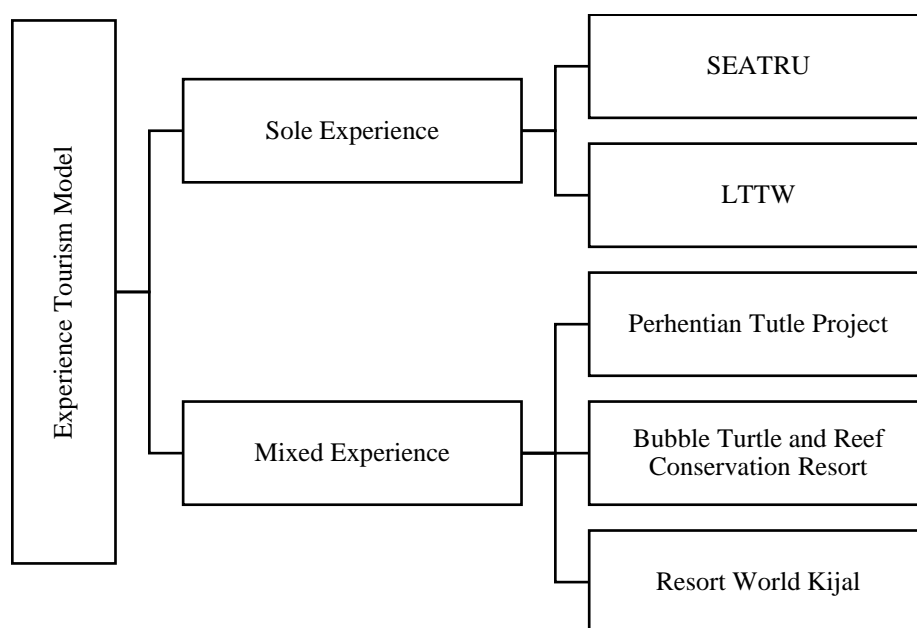 Experience Tourism Model
Sole Experience
SEATRU
LTTW
Mixed Experience
Perhentian Tutle Project
Bubble Turtle and Reef
Conservation Resort
Resort World Kijal